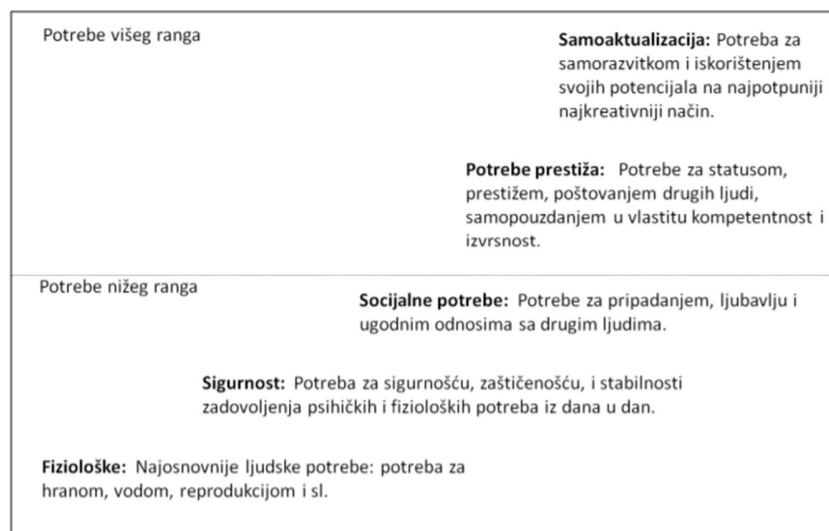 Potrebe višeg ranga
Samoaktualizacija: Potreba za
samorazvitkom i iskorištenjem
svojih potencijala na najpotpuniji
najkreativniji način.
Potrebe prestiža: Potrebe za statusom,
prestižem, poštovanjem drugih ljudi,
samopouzdanjem u vlastitu kompetentnost i
izvrsnost.
Potrebe nižeg ranga
Socijalne potrebe: Potrebe za pripadanjem, ljubavlju i
ugodnim odnosima sa drugim ljudima.
Sigurnost: Potreba za sigurnošću, zaštičenošću, i stabilnosti
zadovoljenja psihičkih i fizioloških potreba iz dana u dan.
Fiziološke: Najosnovnije ljudske potrebe: potreba za
hranom, vodom, reprodukcijom i sl.